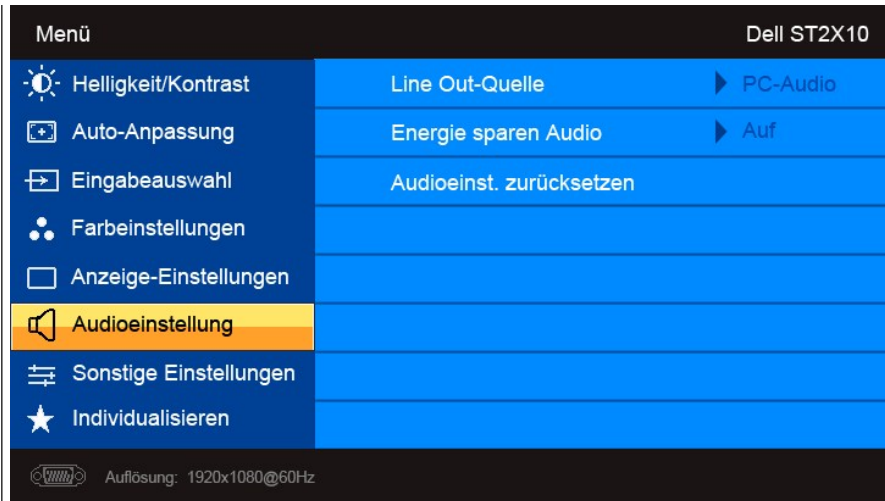 Menü Dell ST2X10
Helligkeit/Kontrast Line Out-Quelle PC-Audio
Auto-Anpassung Energie sparen Audio Auf
Eingabeauswahl Audioeinst. zurücksetzen
Farbeinstellungen
Anzeige-Einstellungen
Audioeinstellung
Sonstige Einstellungen
Individualisieren
Auflösung: 1920x1080@60Hz